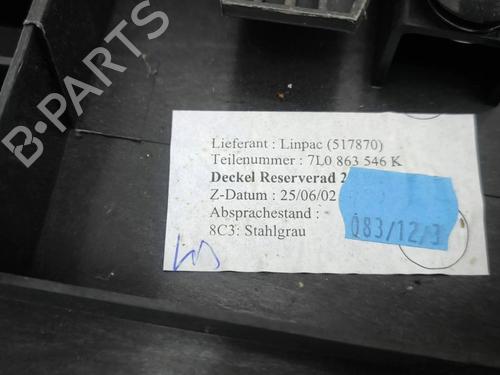 B-PARTS
Lieferant : Linpac (517870)
Teilenummer : 7L0 863 546 K
Deckel Reserverad 2
Z-Datum : 25/06/02
Absprachestand :
8C3: Stahlgrau
083/12/3